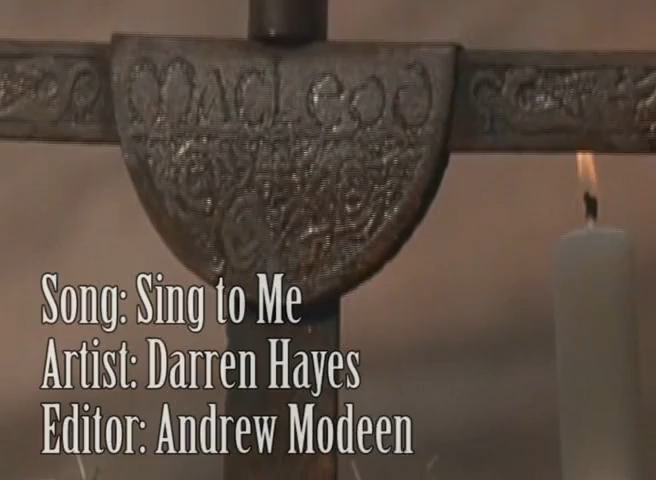 MacLeod
Song: Sing to Me
Artist: Darren Hayes
Editor: Andrew Modeen